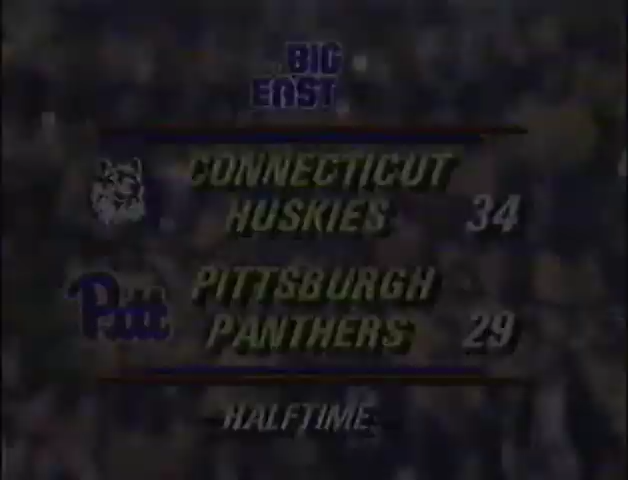 BIG
EAST
CONNECTICUT
HUSKIES 34
Pitt PITTSBURGH
PANTHERS 29
HALFTIME